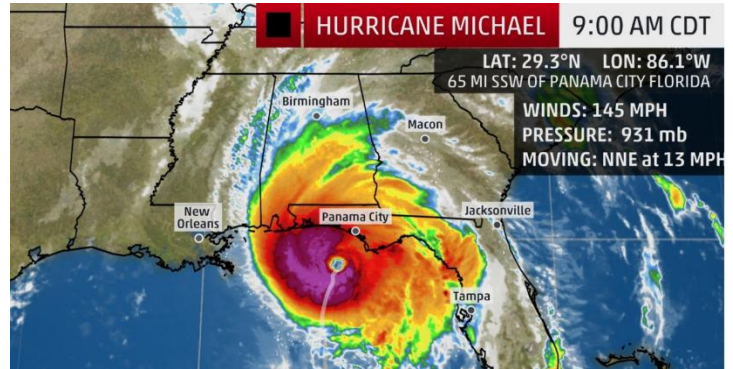 HURRICANE MICHAEL
9:00 AM CDT
LAT: 29.3°N LON: 86.1°W
65 MI SSW OF PANAMA CITY FLORIDA
WINDS: 145 MPH
PRESSURE: 931 mb
MOVING: NNE at 13 MPH
Birmingham
Macon
New
Orleans
Panama City
Jacksonville
Tampa